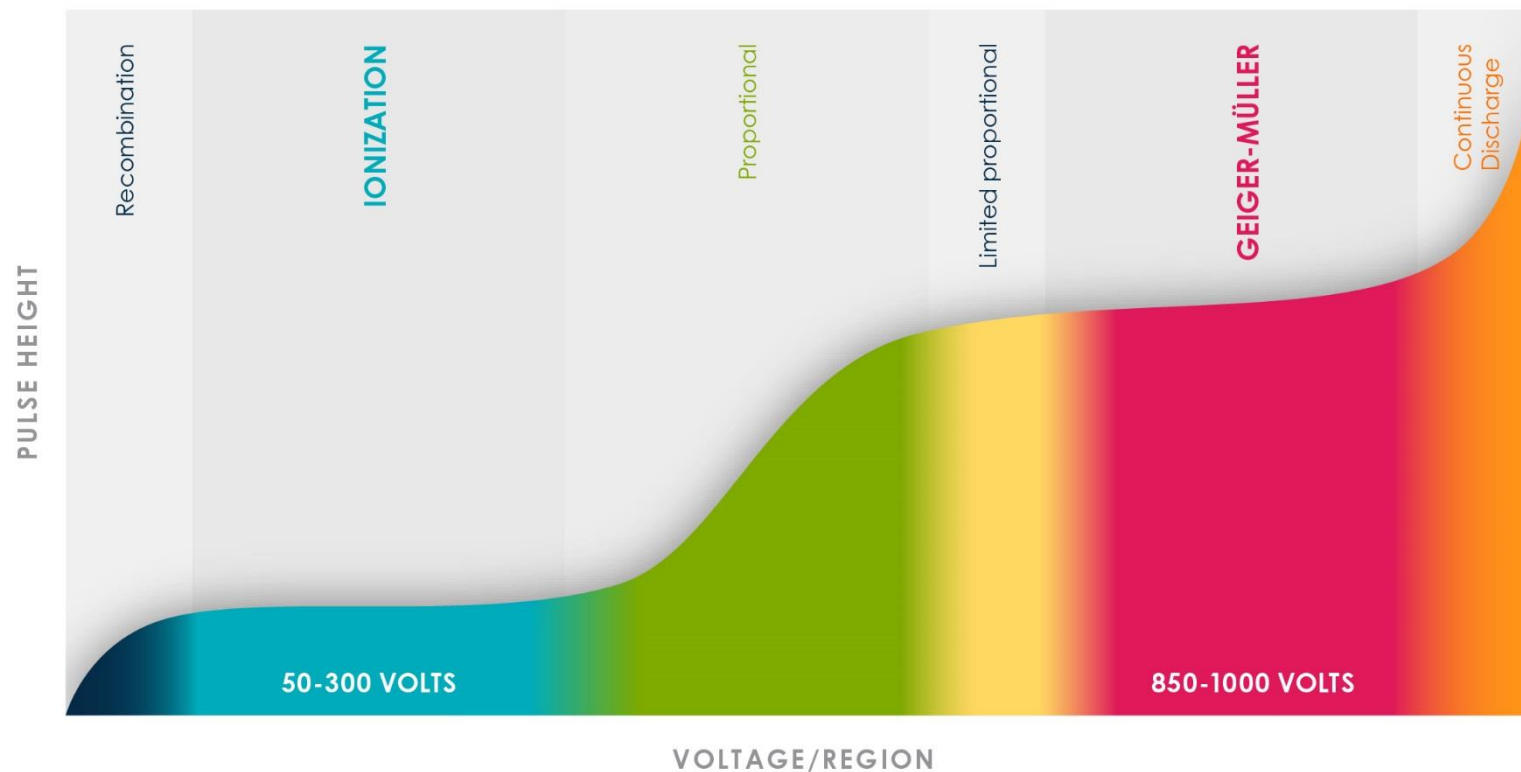 Recombination
IONIZATION
Proportional
Limited proportional
GEIGER-MÜLLER
Continuous
Discharge
PULSE HEIGHT
50-300 VOLTS
850-1000 VOLTS
VOLTAGE/REGION